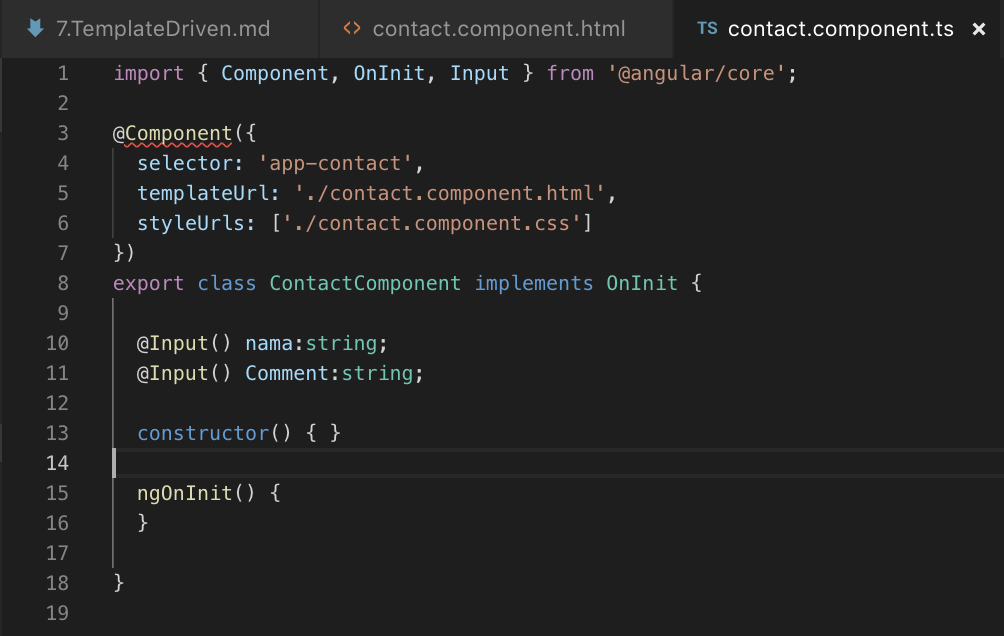 7.TemplateDriven.md <> contact.component.html TS contact.component.ts ×
1 import { Component, OnInit, Input } from '@angular/core';
2
3 @Component({
4 selector: 'app-contact',
5 templateUrl: './contact.component.html',
6 styleUrls: ['./contact.component.css']
7 })
8 export class ContactComponent implements OnInit {
9
10 @Input() nama:string;
11 @Input() Comment:string;
12
13 constructor() { }
14
15 ngOnInit() {
16 }
17
18 }
19